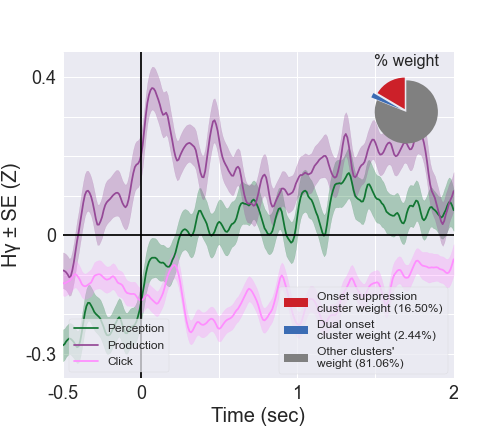 % weight
0.4
0
-0.3
Hγ ± SE (Z)
Perception
Production
Click
Onset suppression
cluster weight (16.50%)
Dual onset
cluster weight (2.44%)
Other clusters'
weight (81.06%)
-0.5
0
1
2
Time (sec)